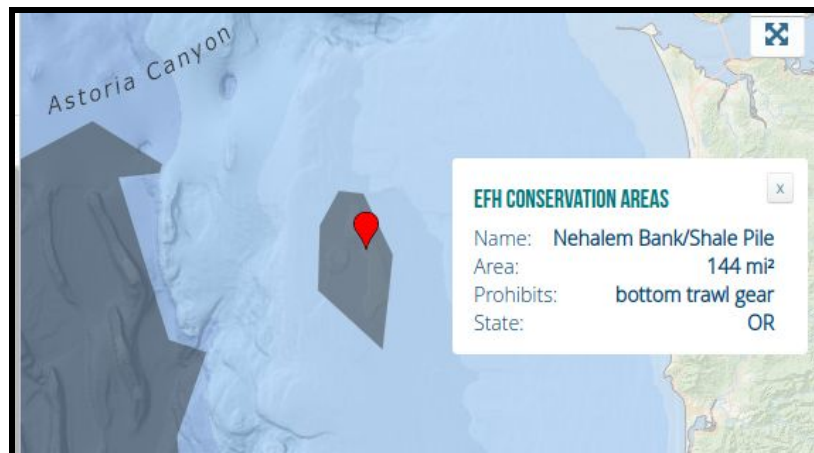 Astoria Canyon
EFH CONSERVATION AREAS
x
Name: Nehalem Bank/Shale Pile
Area: 144 mi²
Prohibits: bottom trawl gear
State: OR